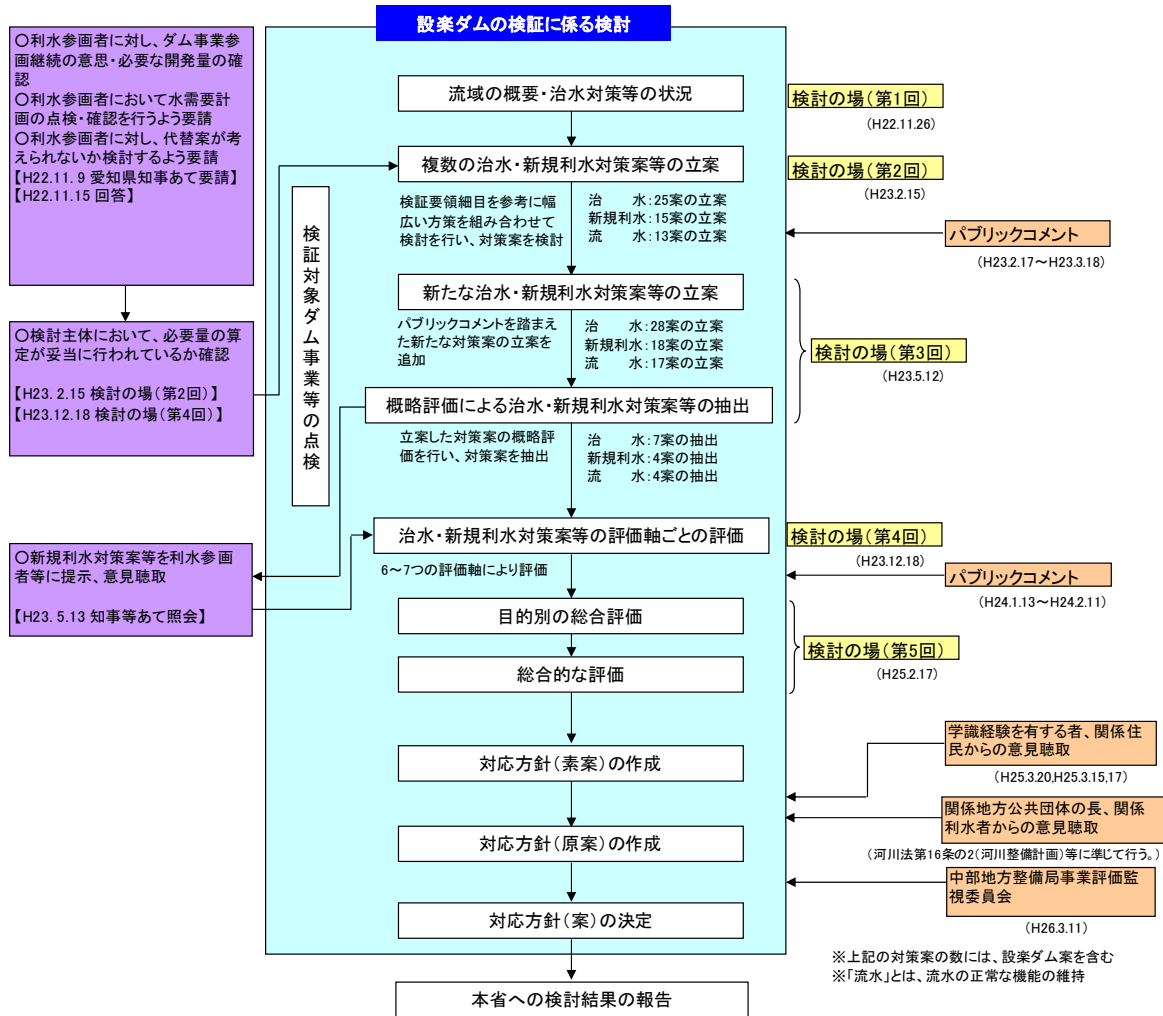 設楽ダムの検証に係る検討
○利水参画者に対し、ダム事業参
画継続の意思・必要な開発量の確
認
○利水参画者において水需要計
画の点検・確認を行うよう要請
○利水参画者に対し、代替案が考
えられないか検討するよう要請
【H22.11.9 愛知県知事あて要請】
【H22.11.15 回答】
○検討主体において、必要量の算
定が妥当に行われているか確認
【H23. 2.15 検討の場(第2回)】
【H23.12.18 検討の場(第4回)】
○新規利水対策案等を利水参画
者等に提示、意見聴取
【H23. 5.13 知事等あて照会】
検証対象ダム事業等の点検
流域の概要・治水対策等の状況
複数の治水・新規利水対策案等の立案
検証要領細目を参考に幅
広い方策を組み合わせて
検討を行い、対策案を検討
治 水:25案の立案
新規利水:15案の立案
流 水:13案の立案
新たな治水・新規利水対策案等の立案
パブリックコメントを踏まえ
た新たな対策案の立案を
追加
治 水:28案の立案
新規利水:18案の立案
流 水:17案の立案
概略評価による治水・新規利水対策案等の抽出
立案した対策案の概略評
価を行い、対策案を抽出
治 水:7案の抽出
新規利水:4案の抽出
流 水:4案の抽出
治水・新規利水対策案等の評価軸ごとの評価
6~7つの評価軸により評価
目的別の総合評価
総合的な評価
対応方針(素案)の作成
対応方針(原案)の作成
対応方針(案)の決定
本省への検討結果の報告
検討の場(第1回)
(H22.11.26)
検討の場(第2回)
(H23.2.15)
パブリックコメント
(H23.2.17~H23.3.18)
検討の場(第3回)
(H23.5.12)
検討の場(第4回)
(H23.12.18)
パブリックコメント
(H24.1.13~H24.2.11)
検討の場(第5回)
(H25.2.17)
学識経験を有する者、関係住
民からの意見聴取
(H25.3.20,H25.3.15,17)
関係地方公共団体の長、関係
利水者からの意見聴取
(河川法第16条の2(河川整備計画)等に準じて行う。)
中部地方整備局事業評価監
視委員会
(H26.3.11)
※上記の対策案の数には、設楽ダム案を含む
※「流水」とは、流水の正常な機能の維持